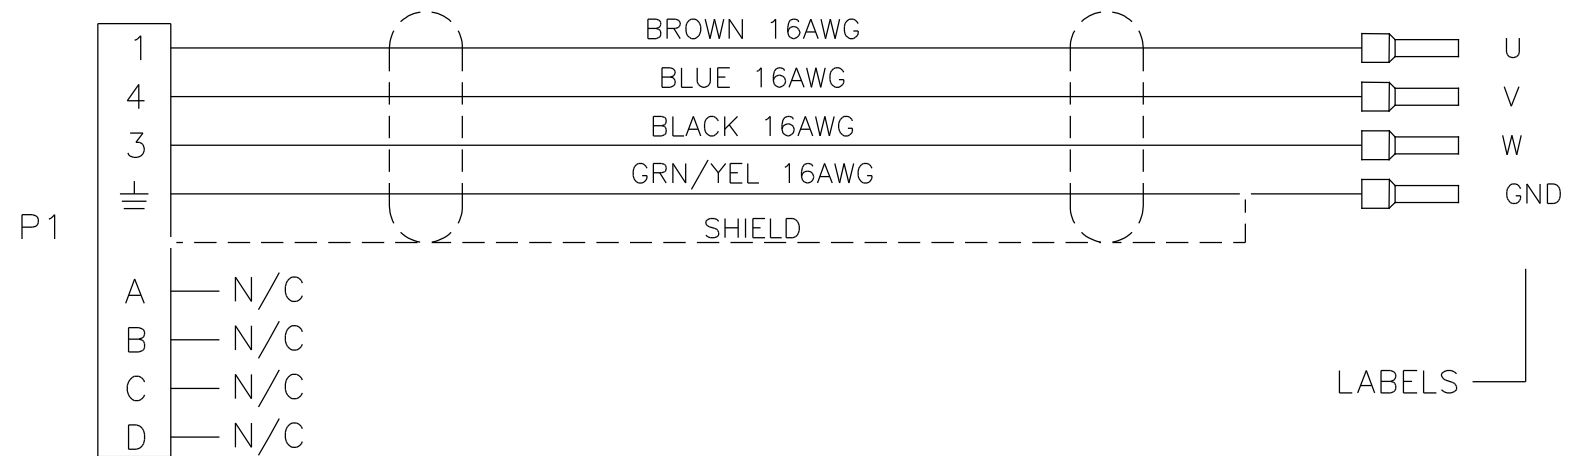 1 BROWN 16AWG U
4 BLUE 16AWG V
3 BLACK 16AWG W
GRN/YEL 16AWG GND
P1 SHIELD
A N/C
B N/C
C N/C LABELS
D N/C